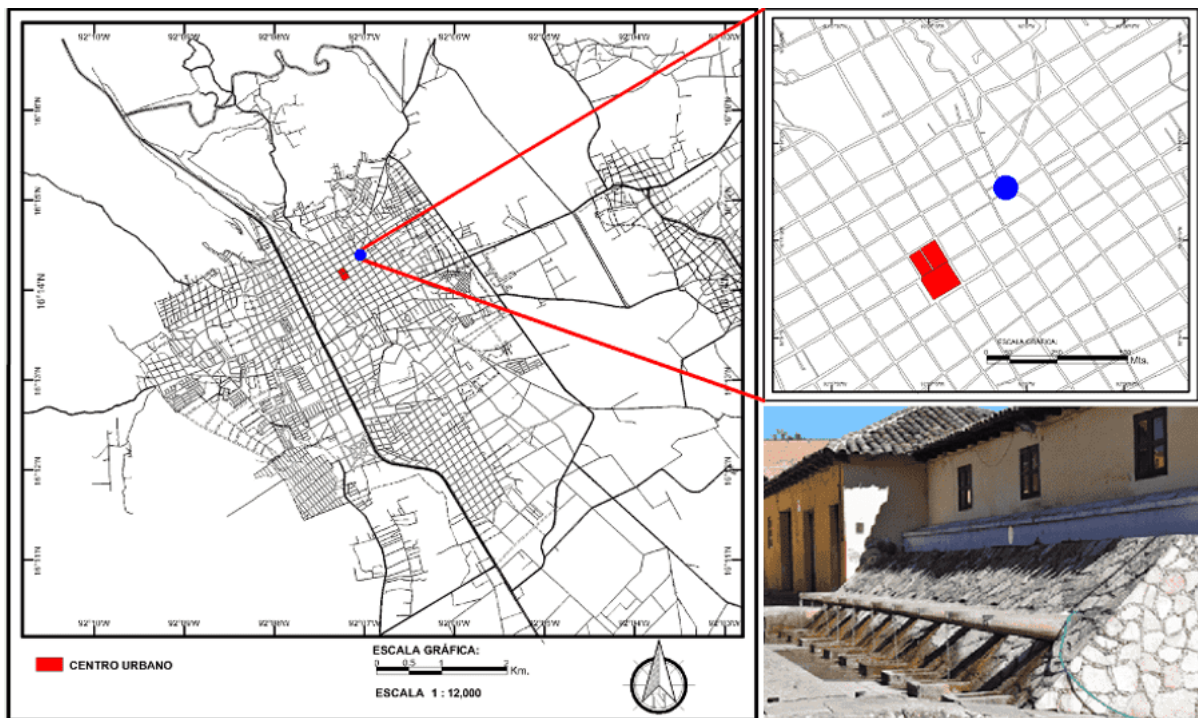 92°10'W 92°09'W 92°08'W 92°07'W 92°06'W 92°05'W 92°04'W 92°03'W
16°16'N 16°16'N
16°15'N 16°15'N
16°14'N 16°14'N
16°13'N 16°13'N
16°12'N 16°12'N
16°11'N 16°11'N
92°10'W 92°09'W 92°08'W 92°07'W 92°06'W 92°05'W 92°04'W 92°03'W
CENTRO URBANO
ESCALA GRÁFICA:
0 0.5 1 2 Km.
ESCALA 1 : 12,000
ESCALA GRÁFICA:
0 Mts.